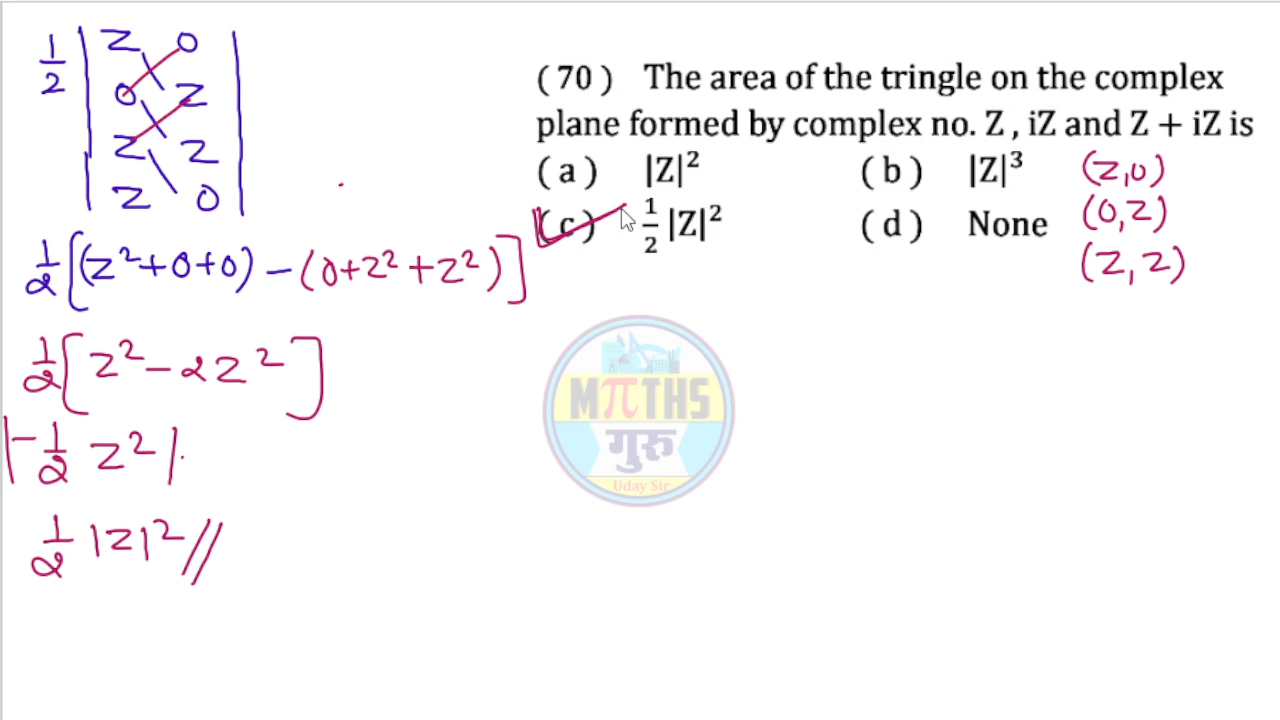 1/2 | Z 0
0 Z
Z Z
Z 0 |
1/2 [(Z²+0+0) - (0+Z²+Z²)]
1/2 [Z² - 2Z²]
|-1/2 Z²|
1/2 |Z|² //
(70) The area of the tringle on the complex
plane formed by complex no. Z , iZ and Z + iZ is
(a) |Z|² (b) |Z|³
(c) 1/2 |Z|² (d) None
(Z,0)
(0,Z)
(Z,Z)
MπTHS
गुरु
Uday Sir